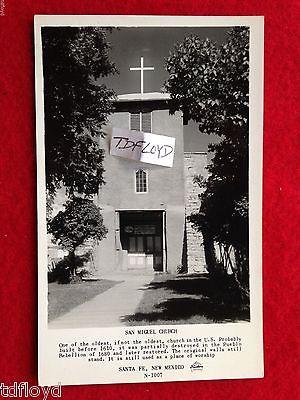 TDFLOYD
SAN MIGUEL CHURCH
One of the oldest, if not the oldest, church in the U.S. Probably
built before 1610, it was partially destroyed in the Pueblo
Rebellion of 1680 and later restored. The original walls still
stand. It is still used as a place of worship
SANTA FE, NEW MEXICO
N-1007
tdfloyd